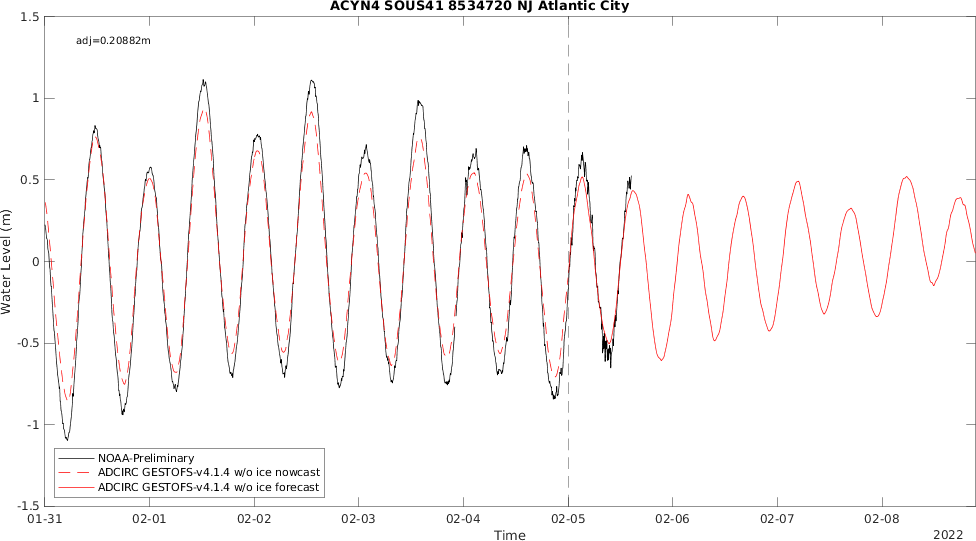 ACYN4 SOUS41 8534720 NJ Atlantic City
adj=0.20882m
1.5
1
0.5
0
-0.5
-1
-1.5
Water Level (m)
NOAA-Preliminary
ADCIRC GESTOFS-v4.1.4 w/o ice nowcast
ADCIRC GESTOFS-v4.1.4 w/o ice forecast
01-31 02-01 02-02 02-03 02-04 02-05 02-06 02-07 02-08
Time
2022